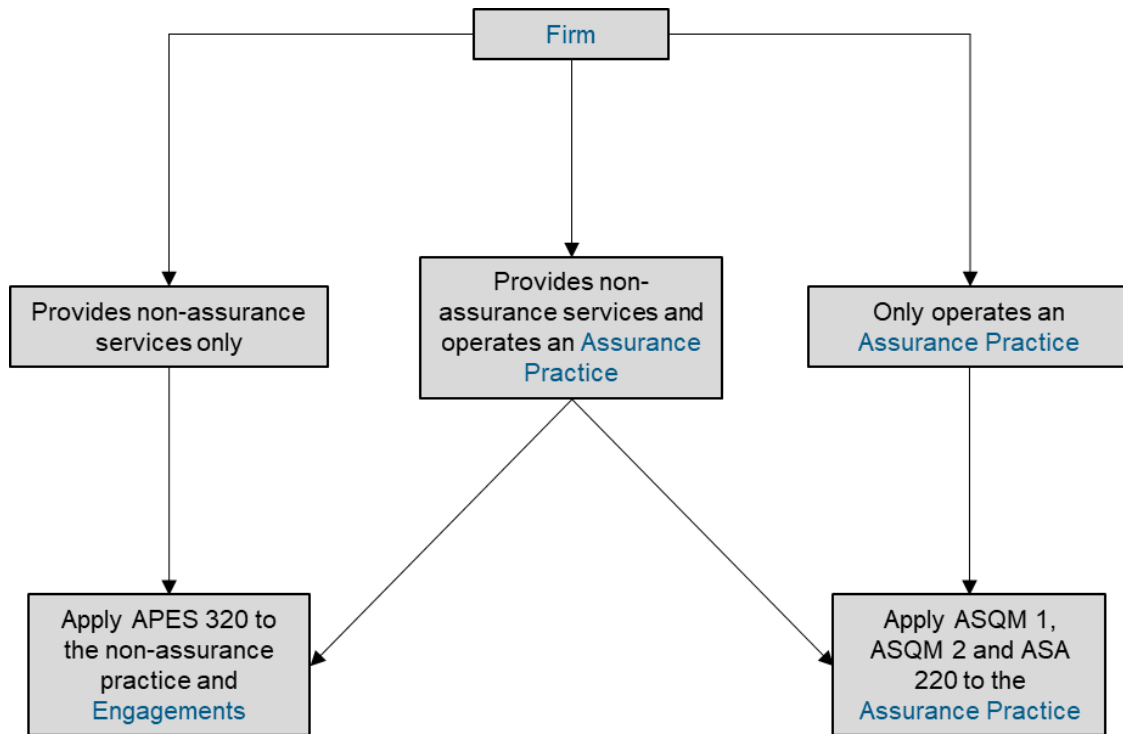 Firm
Provides non-assurance
services only
Provides non-
assurance services and
operates an Assurance
Practice
Only operates an
Assurance Practice
Apply APES 320 to
the non-assurance
practice and
Engagements
Apply ASQM 1,
ASQM 2 and ASA
220 to the
Assurance Practice